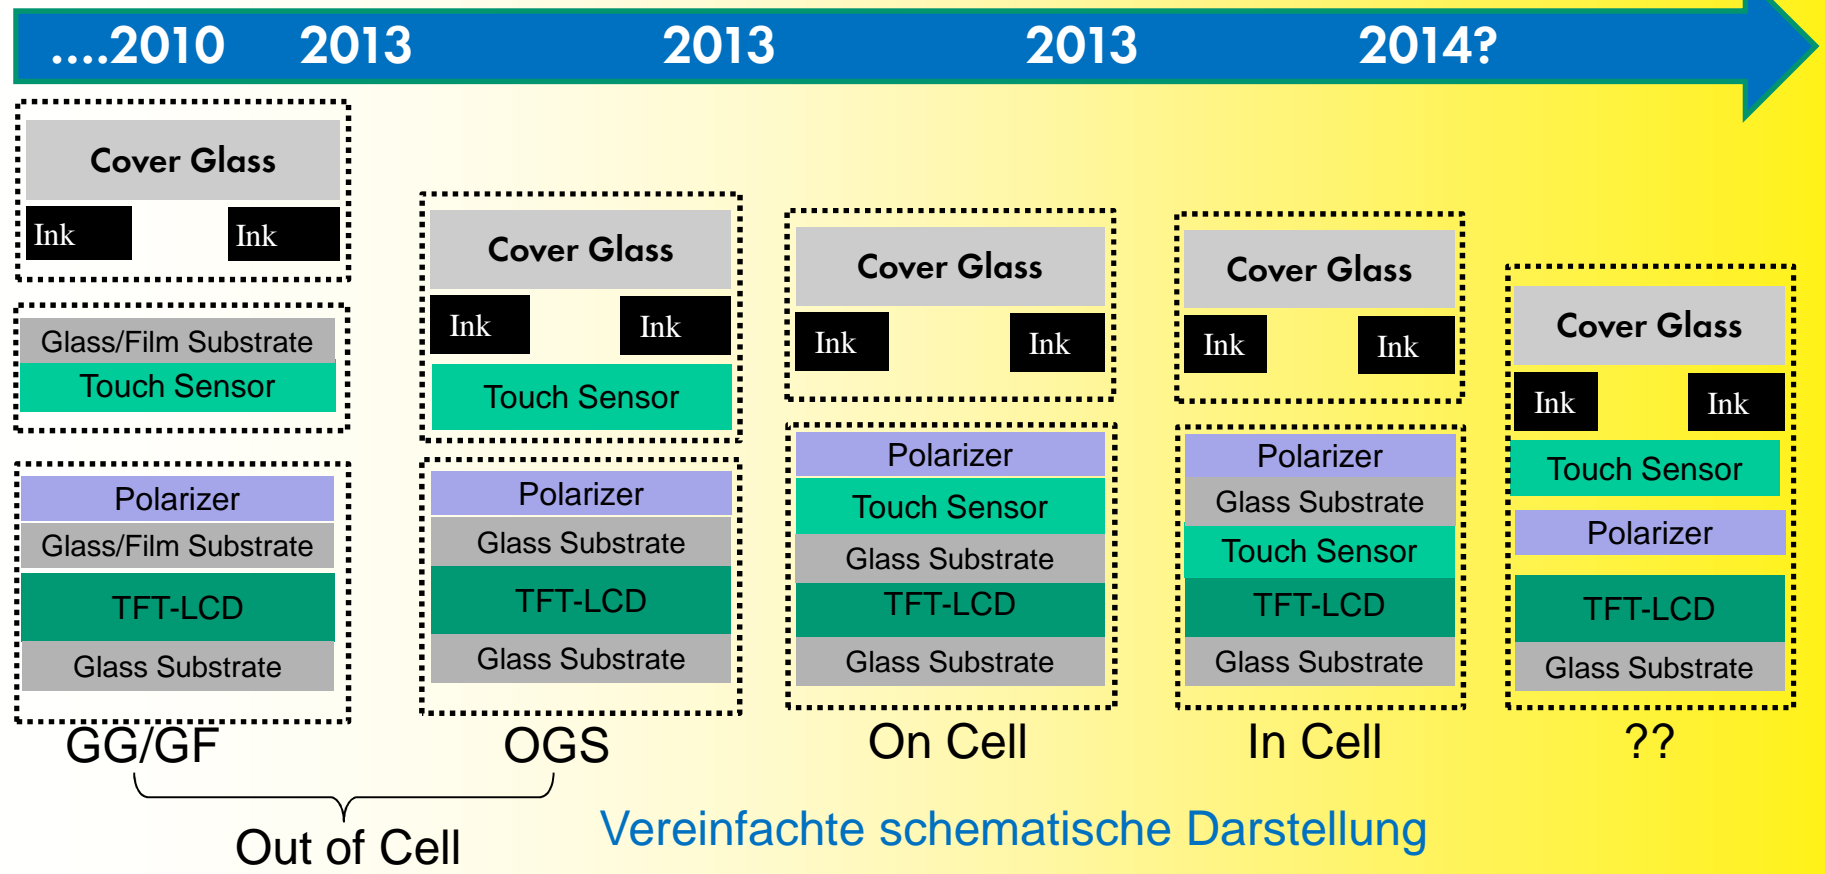 ....2010 2013 2013 2013 2014?
Cover Glass
Ink Ink
Glass/Film Substrate
Touch Sensor
Polarizer
Glass/Film Substrate
TFT-LCD
Glass Substrate
GG/GF
Cover Glass
Ink Ink
Touch Sensor
Polarizer
Glass Substrate
TFT-LCD
Glass Substrate
OGS
Out of Cell
Cover Glass
Ink Ink
Polarizer
Touch Sensor
Glass Substrate
TFT-LCD
Glass Substrate
On Cell
Cover Glass
Ink Ink
Polarizer
Glass Substrate
Touch Sensor
TFT-LCD
Glass Substrate
In Cell
Cover Glass
Ink Ink
Touch Sensor
Polarizer
TFT-LCD
Glass Substrate
??
Vereinfachte schematische Darstellung